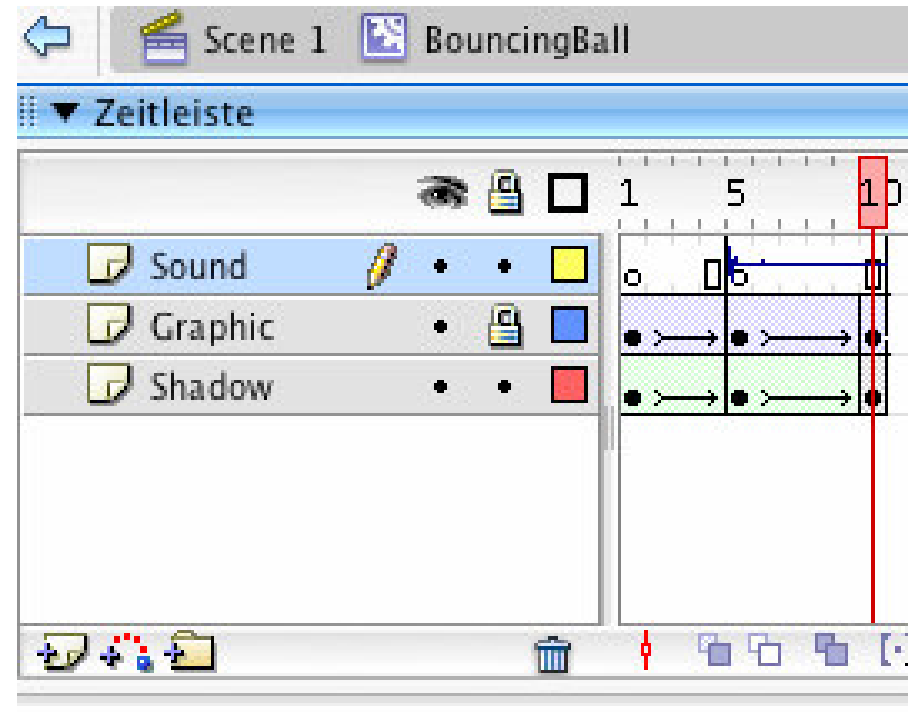 Scene 1 BouncingBall
Zeitleiste
1 5 10
Sound
Graphic
Shadow